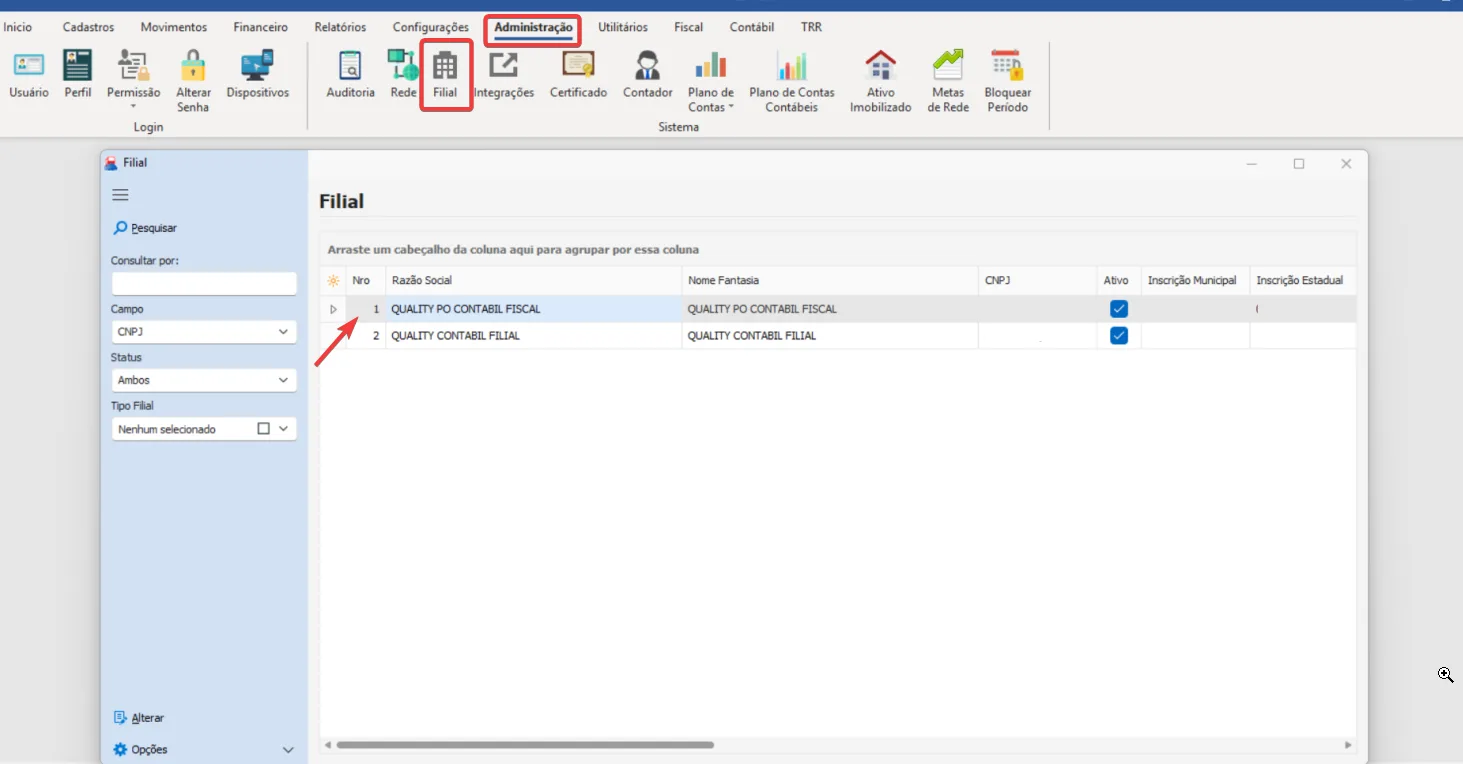 Inicio Cadastros Movimentos Financeiro Relatórios Configurações Administração Utilitários Fiscal Contábil TRR
Usuário Perfil Permissão Alterar Senha Dispositivos Auditoria Rede Filial Integrações Certificado Contador Plano de Contas Plano de Contas Contábeis Ativo Imobilizado Metas de Rede Bloquear Período
Login Sistema
Filial
Filial
Pesquisar
Consultar por:
Campo
CNPJ
Status
Ambos
Tipo Filial
Nenhum selecionado
Arraste um cabeçalho da coluna aqui para agrupar por essa coluna
Nro Razão Social Nome Fantasia CNPJ Ativo Inscrição Municipal Inscrição Estadual
1 QUALITY PO CONTABIL FISCAL QUALITY PO CONTABIL FISCAL
2 QUALITY CONTABIL FILIAL QUALITY CONTABIL FILIAL
Alterar
Opções